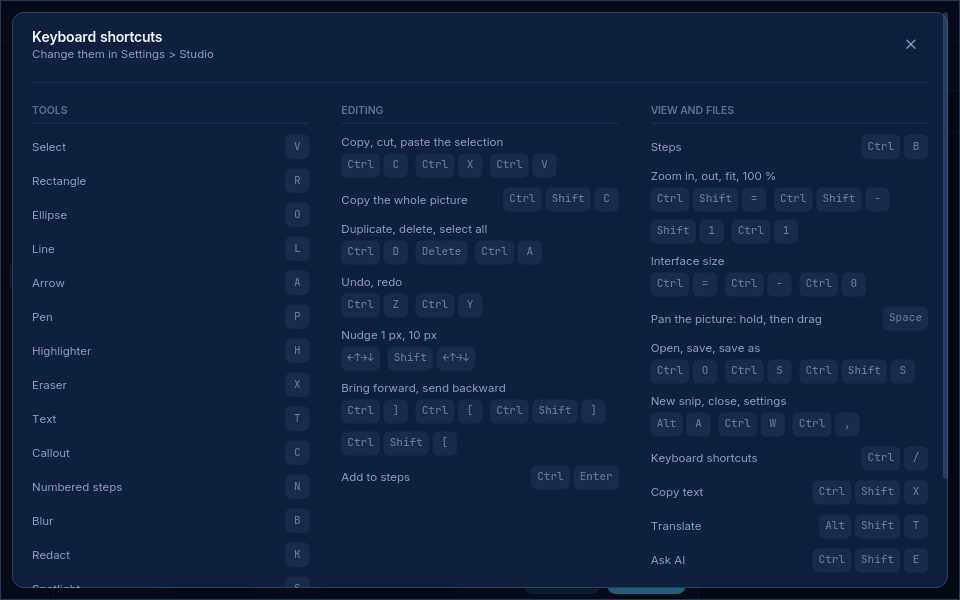 Keyboard shortcuts
Change them in Settings > Studio
TOOLS
Select V
Rectangle R
Ellipse O
Line L
Arrow A
Pen P
Highlighter H
Eraser X
Text T
Callout C
Numbered steps N
Blur B
Redact K
Spotlight S
EDITING
Copy, cut, paste the selection
Ctrl C Ctrl X Ctrl V
Copy the whole picture Ctrl Shift C
Duplicate, delete, select all
Ctrl D Delete Ctrl A
Undo, redo
Ctrl Z Ctrl Y
Nudge 1 px, 10 px
←↑→↓ Shift ←↑→↓
Bring forward, send backward
Ctrl ] Ctrl [ Ctrl Shift ]
Ctrl Shift [
Add to steps Ctrl Enter
VIEW AND FILES
Steps Ctrl B
Zoom in, out, fit, 100 %
Ctrl Shift = Ctrl Shift -
Shift 1 Ctrl 1
Interface size
Ctrl = Ctrl - Ctrl 0
Pan the picture: hold, then drag Space
Open, save, save as
Ctrl O Ctrl S Ctrl Shift S
New snip, close, settings
Alt A Ctrl W Ctrl ,
Keyboard shortcuts Ctrl /
Copy text Ctrl Shift X
Translate Alt Shift T
Ask AI Ctrl Shift E